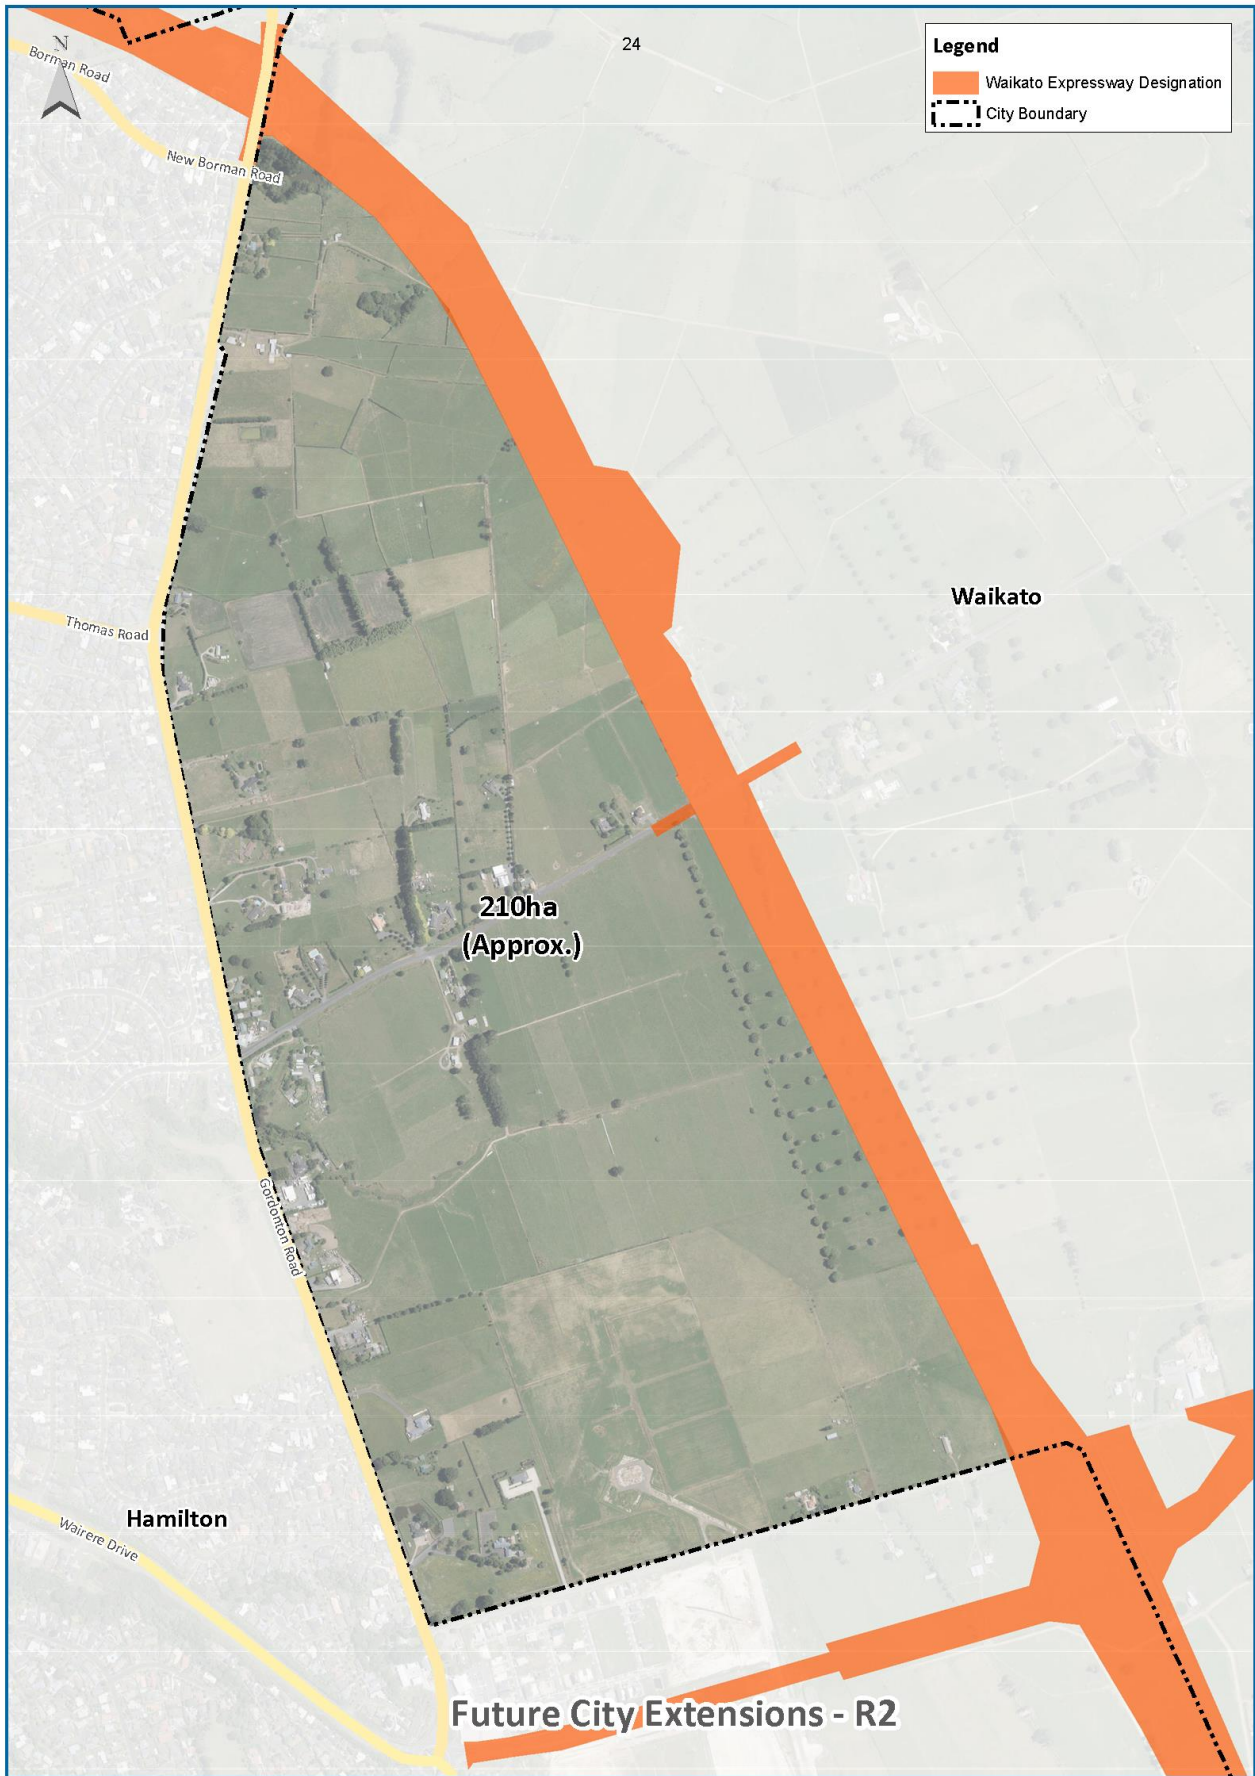 24
Legend
Waikato Expressway Designation
City Boundary
N
Borman Road
New Borman Road
Waikato
Thomas Road
210ha
(Approx.)
Gordonton Road
Hamilton
Wairere Drive
Future City Extensions - R2